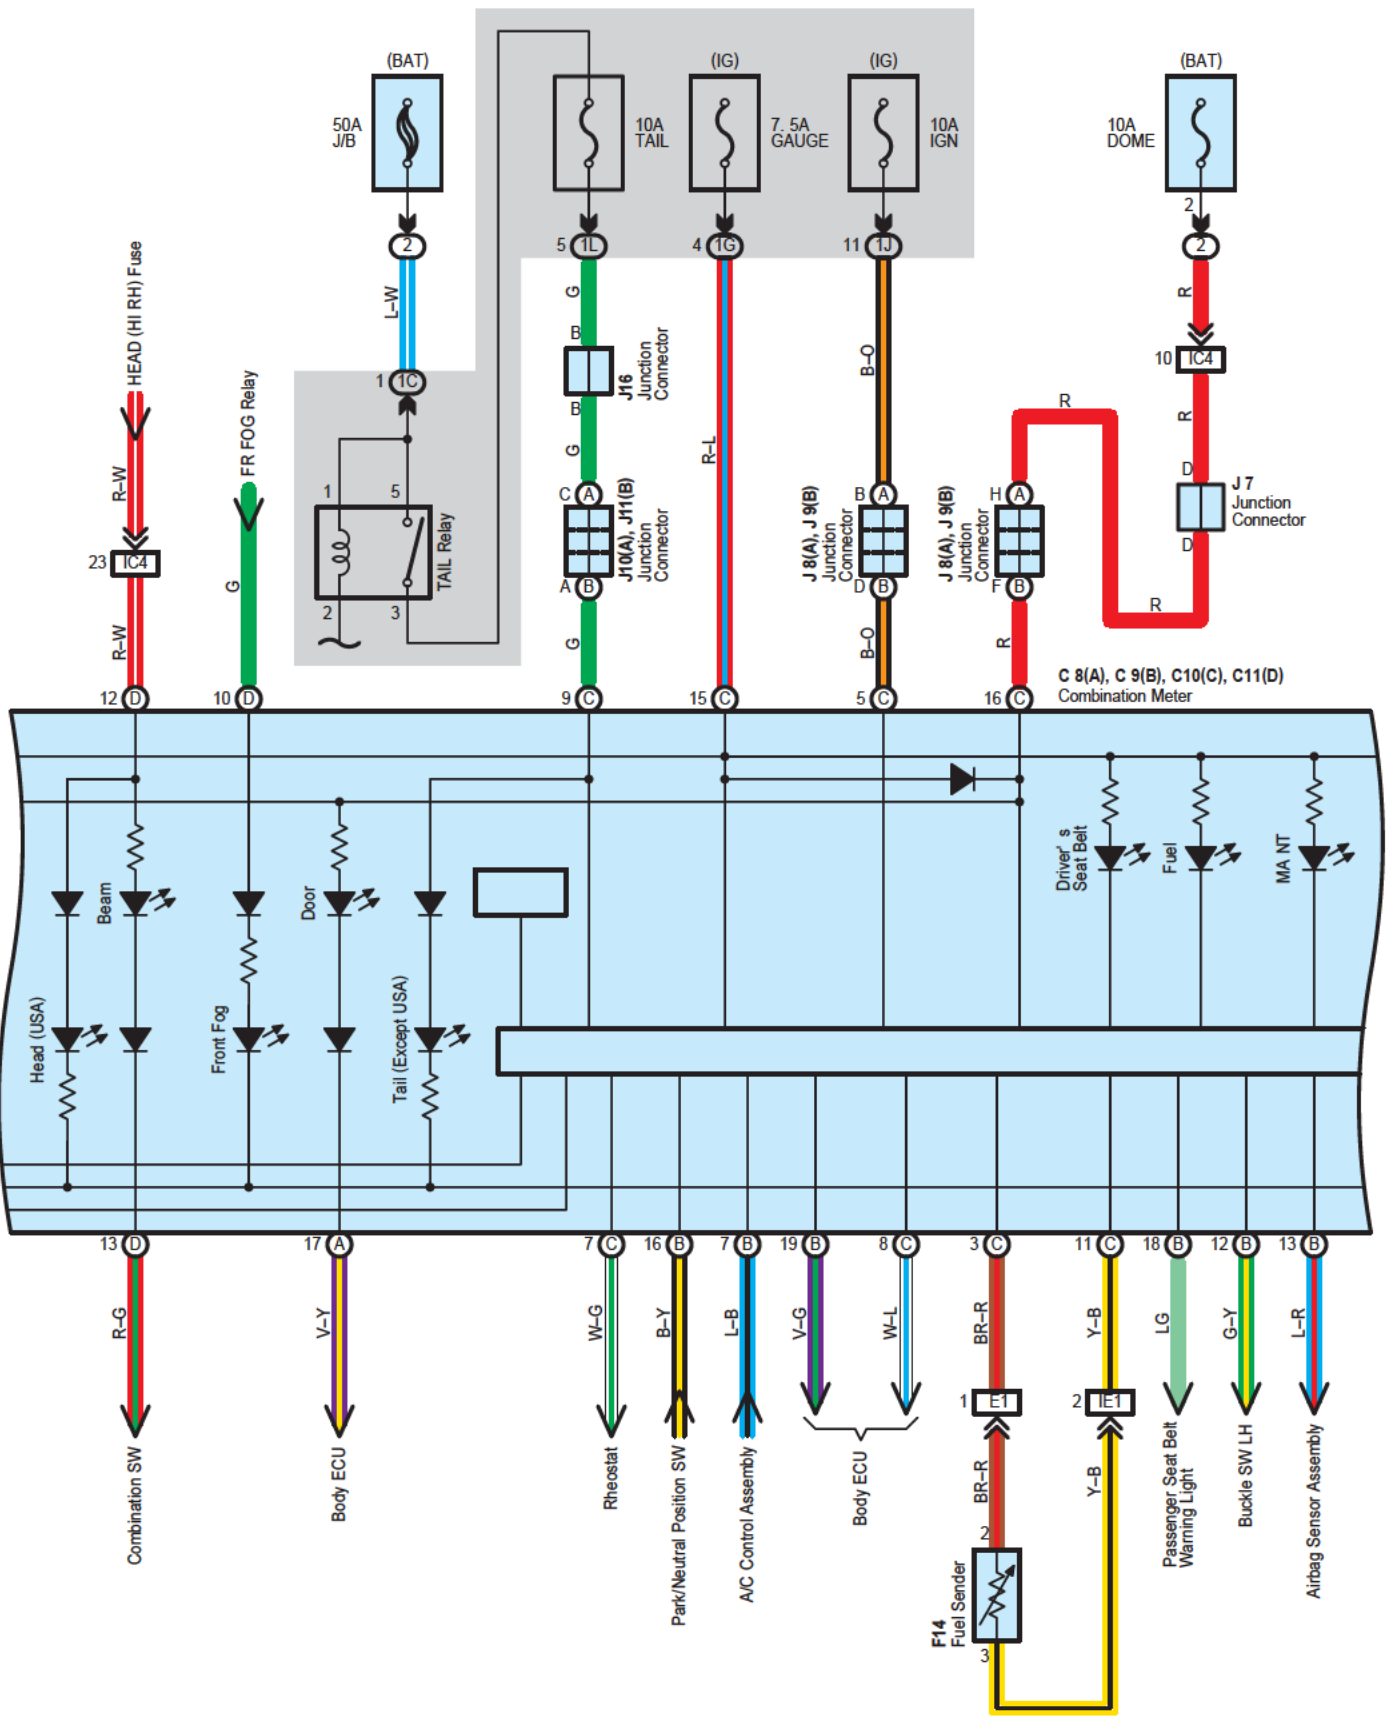 (BAT)
(IG)
(IG)
(BAT)
50A
J/B
10A
TAIL
7. 5A
GAUGE
10A
IGN
10A
DOME
2
2
5 1L
4 1G
11 1J
2
HEAD (HI RH) Fuse
FR FOG Relay
L–W
G
B
J16
Junction
Connector
B
G
R–L
B–O
R
10 IC4
R
R
D
J 7
Junction
Connector
D
R
1 1C
1
5
2
3
TAIL Relay
R–W
23 IC4
R–W
G
C A
J10(A), J11(B)
Junction
Connector
A B
G
B A
J 8(A), J 9(B)
Junction
Connector
D B
B–O
H A
J 8(A), J 9(B)
Junction
Connector
F B
R
C 8(A), C 9(B), C10(C), C11(D)
Combination Meter
12 D
10 D
9 C
15 C
5 C
16 C
Beam
Door
Driver' s
Seat Belt
Fuel
MA NT
Head (USA)
Front Fog
Tail (Except USA)
13 D
17 A
7 C
16 B
7 B
19 B
8 C
3 C
11 C
18 B
12 B
13 B
R–G
V–Y
W–G
B–Y
L–B
V–G
W–L
BR–R
Y–B
LG
G–Y
L–R
1 E1
2 IE1
Combination SW
Body ECU
Rheostat
Park/Neutral Position SW
A/C Control Assembly
Body ECU
BR–R
Y–B
Passenger Seat Belt
Warning Light
Buckle SW LH
Airbag Sensor Assembly
2
F14
Fuel Sender
3